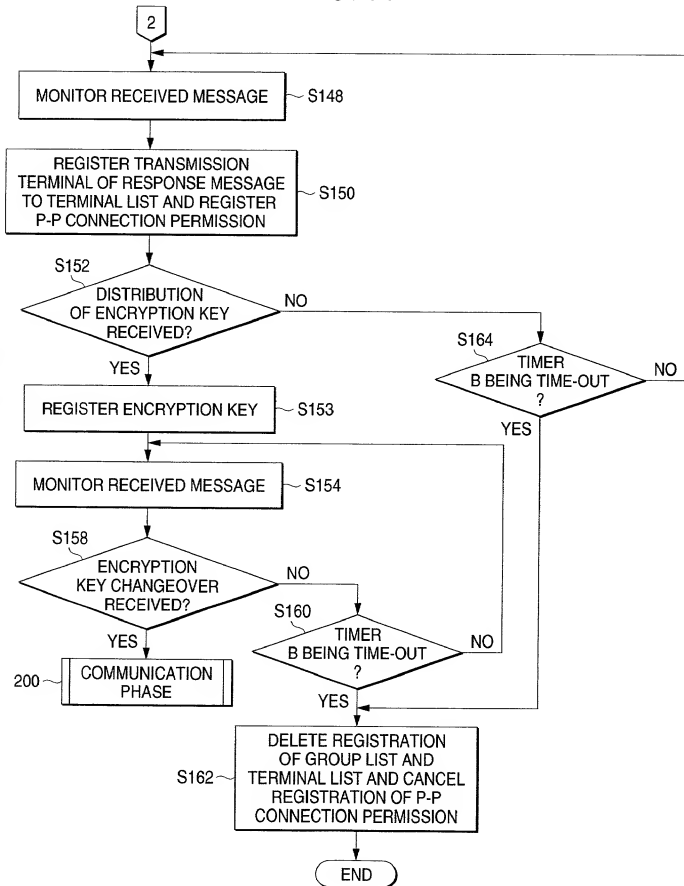 2
MONITOR RECEIVED MESSAGE
S148
REGISTER TRANSMISSION
TERMINAL OF RESPONSE MESSAGE
TO TERMINAL LIST AND REGISTER
P-P CONNECTION PERMISSION
S150
S152
DISTRIBUTION
OF ENCRYPTION KEY
RECEIVED?
NO
YES
S164
TIMER
B BEING TIME-OUT
?
NO
YES
REGISTER ENCRYPTION KEY
S153
MONITOR RECEIVED MESSAGE
S154
S158
ENCRYPTION
KEY CHANGEOVER
RECEIVED?
NO
YES
S160
TIMER
B BEING TIME-OUT
?
NO
YES
200
COMMUNICATION
PHASE
DELETE REGISTRATION
OF GROUP LIST AND
TERMINAL LIST AND CANCEL
REGISTRATION OF P-P
CONNECTION PERMISSION
S162
END